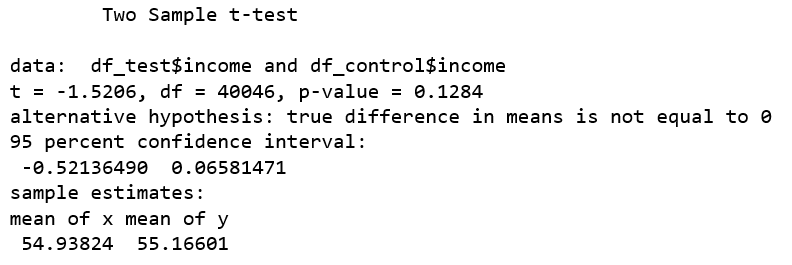 Two Sample t-test
data: df_test$income and df_control$income
t = -1.5206, df = 40046, p-value = 0.1284
alternative hypothesis: true difference in means is not equal to 0
95 percent confidence interval:
-0.52136490 0.06581471
sample estimates:
mean of x mean of y
54.93824 55.16601